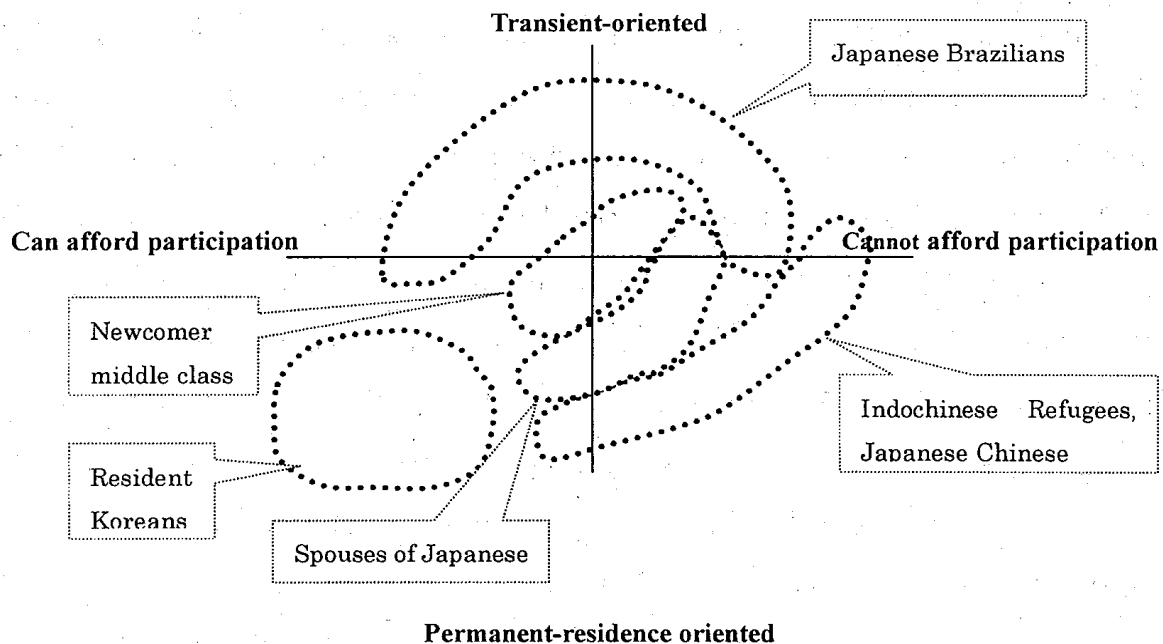 Transient-oriented
Japanese Brazilians
Can afford participation
Cannot afford participation
Newcomer
middle class
Indochinese Refugees,
Japanese Chinese
Resident
Koreans
Spouses of Japanese
Permanent-residence oriented